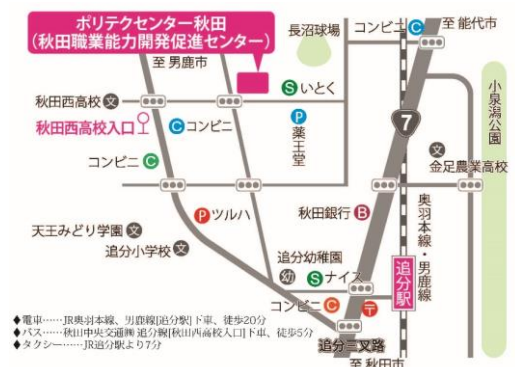 ポリテクセンター秋田
(秋田職業能力開発促進センター)
至 男鹿市
長沼球場
コンビニ C
至 能代市
秋田西高校 文
S いとく
秋田西高校入口
C コンビニ
P
薬王堂
7
小泉潟公園
コンビニ C
文
金足農業高校
P ツルハ
秋田銀行 B
奥羽本線・男鹿線
天王みどり学園 文
追分小学校 文
追分幼稚園
幼 S ナイス
追分駅
コンビニ C 〒
追分三叉路
至 秋田市
◆電車……JR奥羽本線、男鹿線[追分駅]下車、徒歩20分
◆バス……秋田中央交通㈱ 追分線[秋田西高校入口]下車、徒歩5分
◆タクシー……JR追分駅より7分